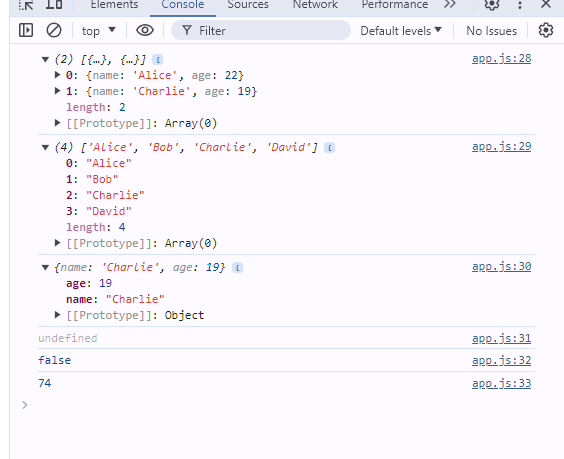 Elements Console Sources Network Performance
top Filter Default levels No Issues
(2) [{…}, {…}] i app.js:28
0: {name: 'Alice', age: 22}
1: {name: 'Charlie', age: 19}
length: 2
[[Prototype]]: Array(0)
(4) ['Alice', 'Bob', 'Charlie', 'David'] i app.js:29
0: "Alice"
1: "Bob"
2: "Charlie"
3: "David"
length: 4
[[Prototype]]: Array(0)
{name: 'Charlie', age: 19} i app.js:30
age: 19
name: "Charlie"
[[Prototype]]: Object
undefined app.js:31
false app.js:32
74 app.js:33